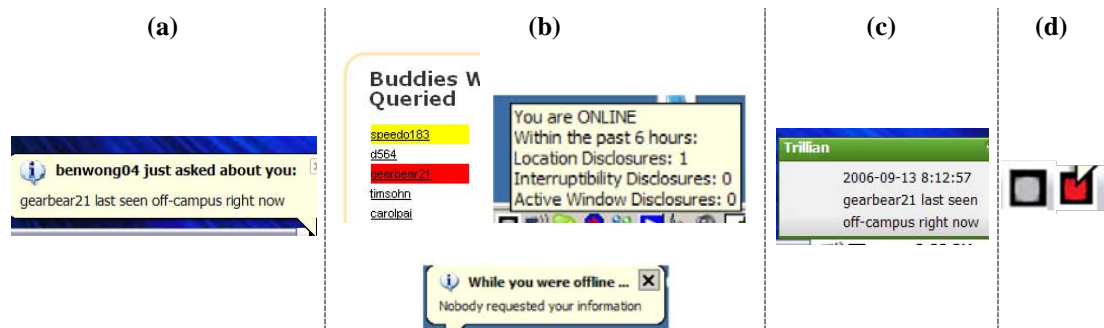 (a)
(b)
(c)
(d)
benwong04 just asked about you:
gearbear21 last seen off-campus right now
Buddies W
Queried
speedo183
d564
gearbear21
timsohn
carolpai
You are ONLINE
Within the past 6 hours:
Location Disclosures: 1
Interruptibility Disclosures: 0
Active Window Disclosures: 0
While you were offline ...
Nobody requested your information
Trillian
2006-09-13 8:12:57
gearbear21 last seen
off-campus right now